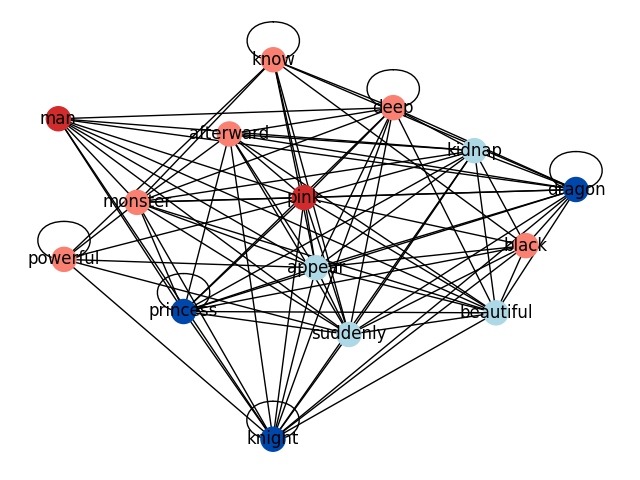 know
deep
man
afterward
kidnap
dragon
monster
pink
black
powerful
appear
princess
beautiful
suddenly
knight